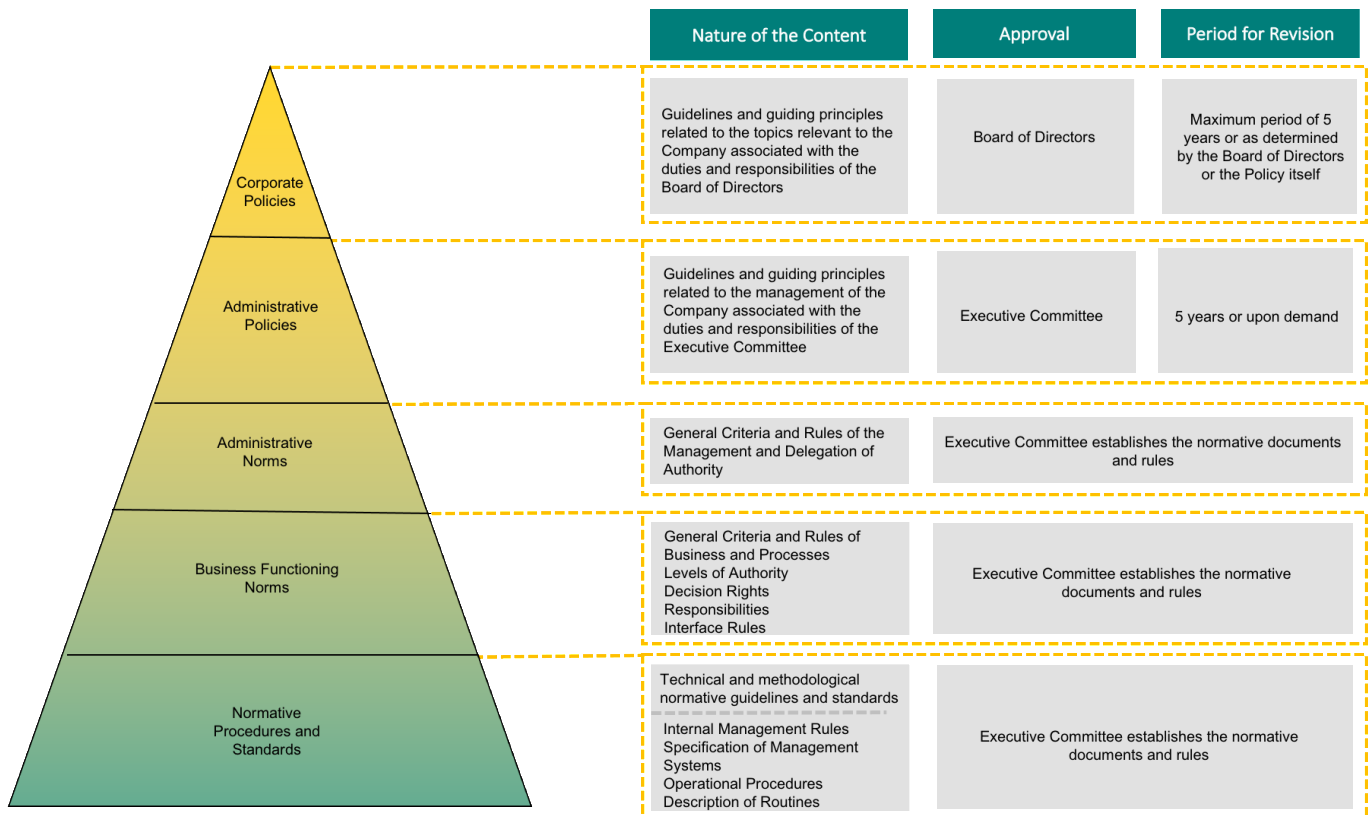 Nature of the Content
Approval
Period for Revision
Corporate
Policies
Guidelines and guiding principles
related to the topics relevant to the
Company associated with the
duties and responsibilities of the
Board of Directors
Board of Directors
Maximum period of 5
years or as determined
by the Board of Directors
or the Policy itself
Administrative
Policies
Guidelines and guiding principles
related to the management of the
Company associated with the
duties and responsibilities of the
Executive Committee
Executive Committee
5 years or upon demand
Administrative
Norms
General Criteria and Rules of the
Management and Delegation of
Authority
Executive Committee establishes the normative documents
and rules
Business Functioning
Norms
General Criteria and Rules of
Business and Processes
Levels of Authority
Decision Rights
Responsibilities
Interface Rules
Executive Committee establishes the normative
documents and rules
Normative
Procedures and
Standards
Technical and methodological
normative guidelines and standards
Internal Management Rules
Specification of Management
Systems
Operational Procedures
Description of Routines
Executive Committee establishes the normative
documents and rules